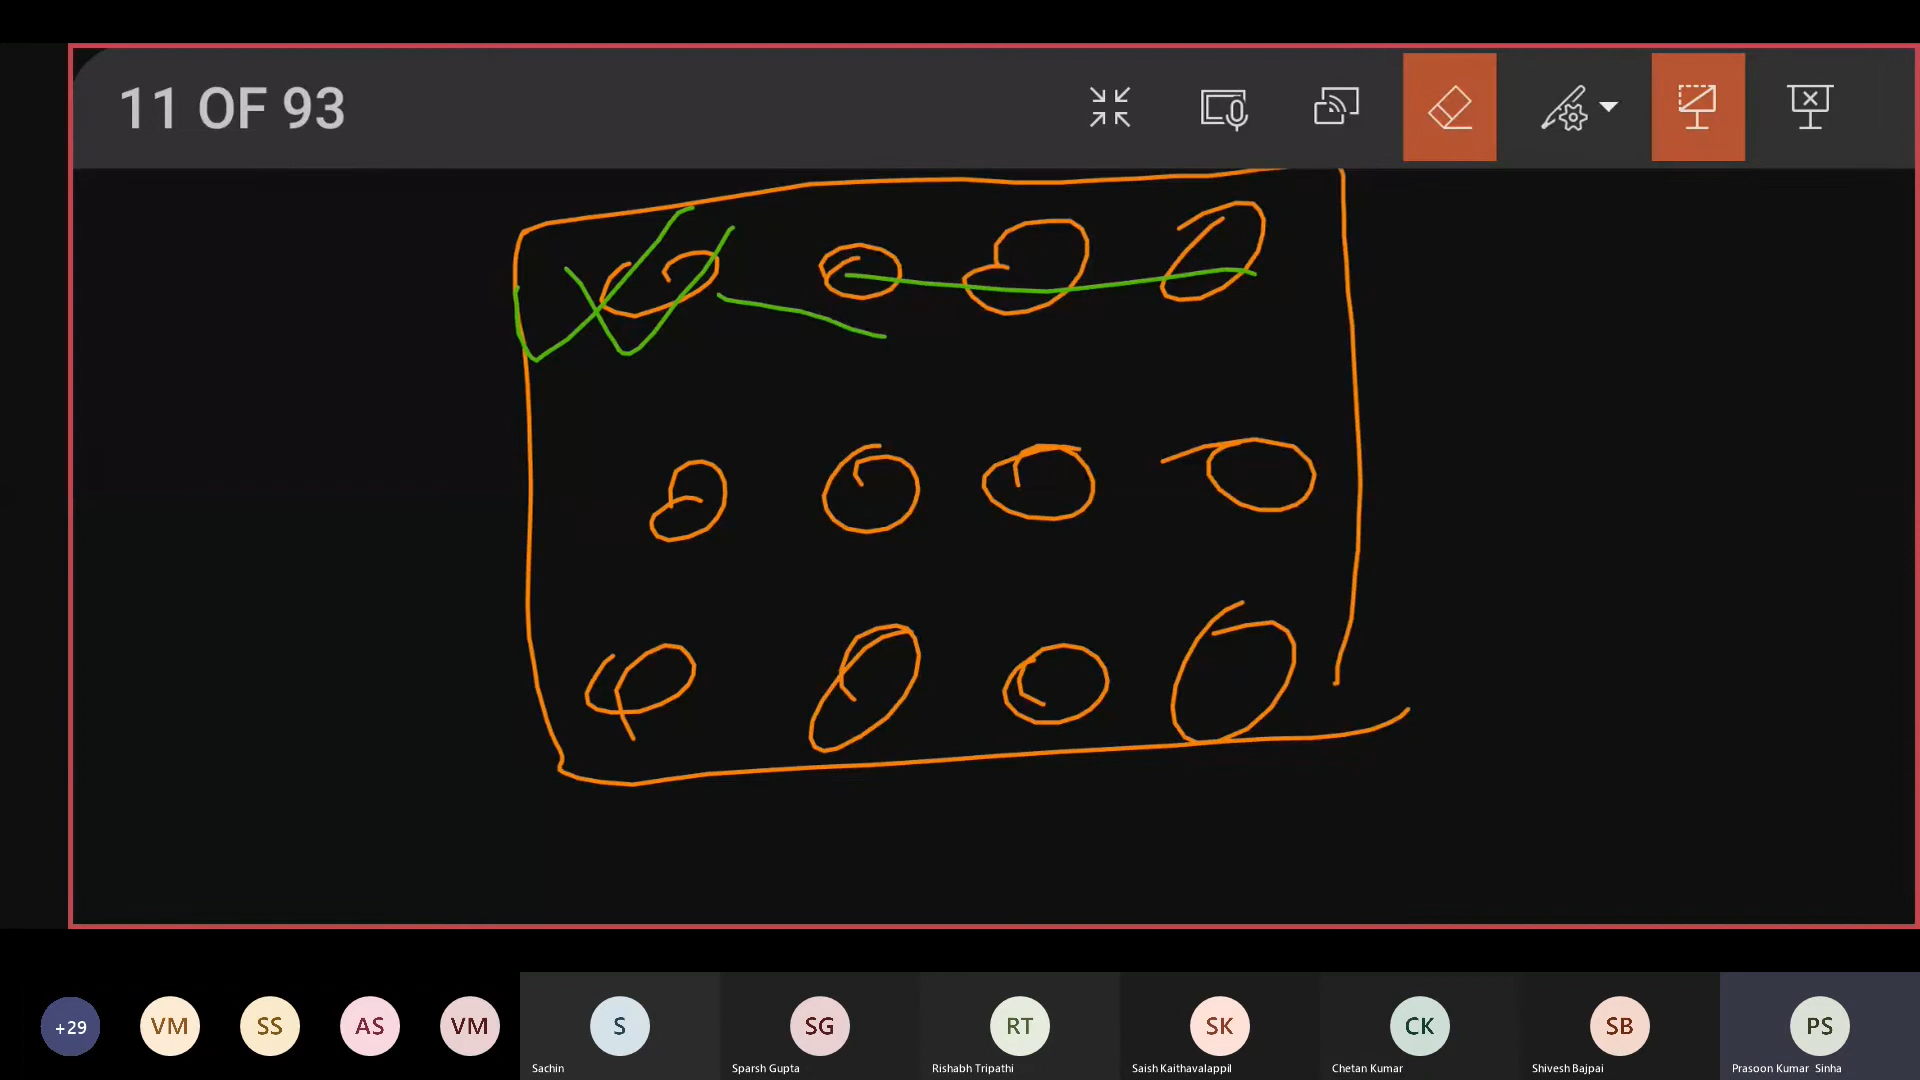 11 OF 93
+29
VM
SS
AS
VM
S
SG
RT
SK
CK
SB
PS
Sachin
Sparsh Gupta
Rishabh Tripathi
Saish Kaithavalappil
Chetan Kumar
Shivesh Bajpai
Prasoon Kumar Sinha